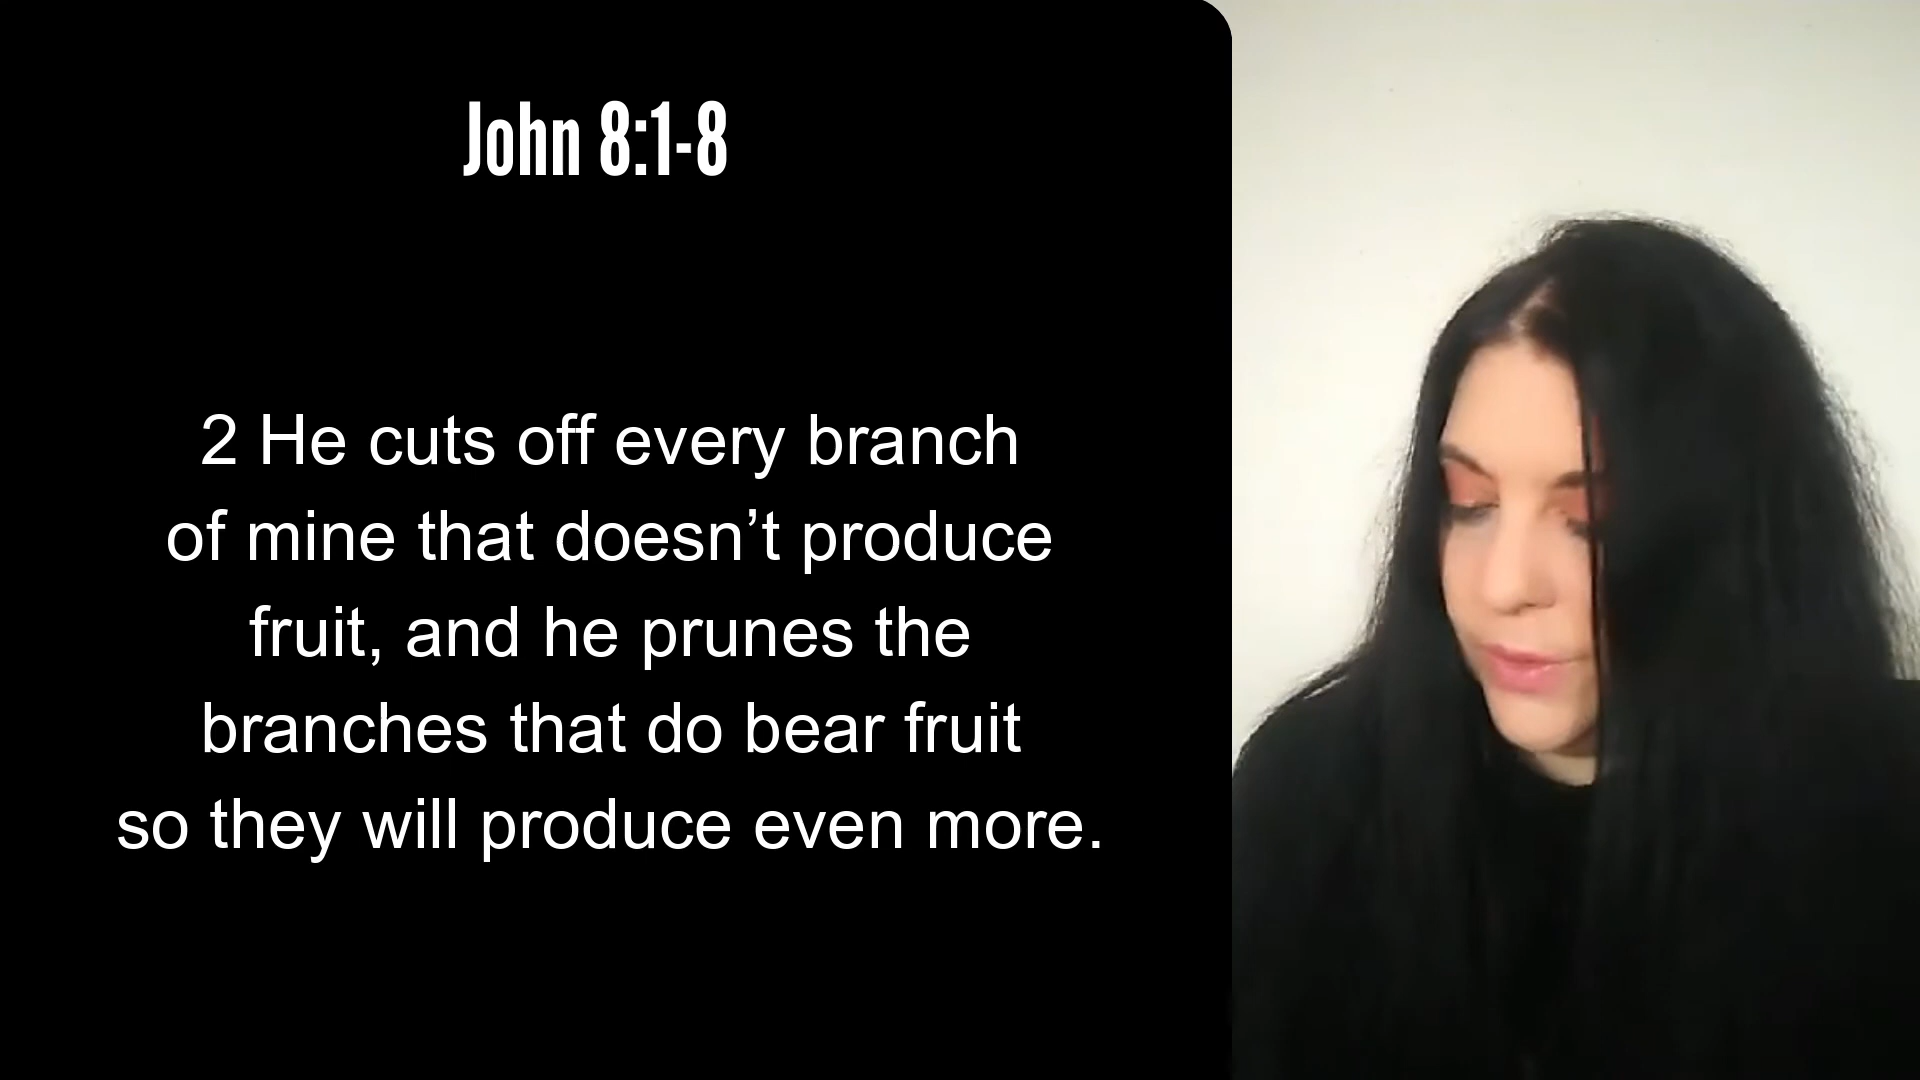 John 8:1-8
2 He cuts off every branch
of mine that doesn’t produce
fruit, and he prunes the
branches that do bear fruit
so they will produce even more.